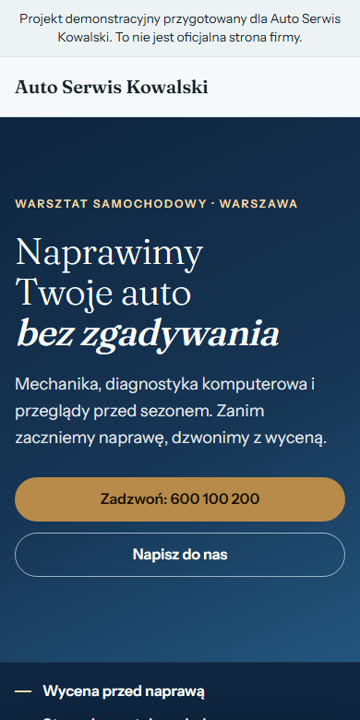 Projekt demonstracyjny przygotowany dla Auto Serwis
Kowalski. To nie jest oficjalna strona firmy.
Auto Serwis Kowalski
WARSZTAT SAMOCHODOWY · WARSZAWA
Naprawimy
Twoje auto
bez zgadywania
Mechanika, diagnostyka komputerowa i
przeglądy przed sezonem. Zanim
zaczniemy naprawę, dzwonimy z wyceną.
Zadzwoń: 600 100 200
Napisz do nas
Wycena przed naprawą